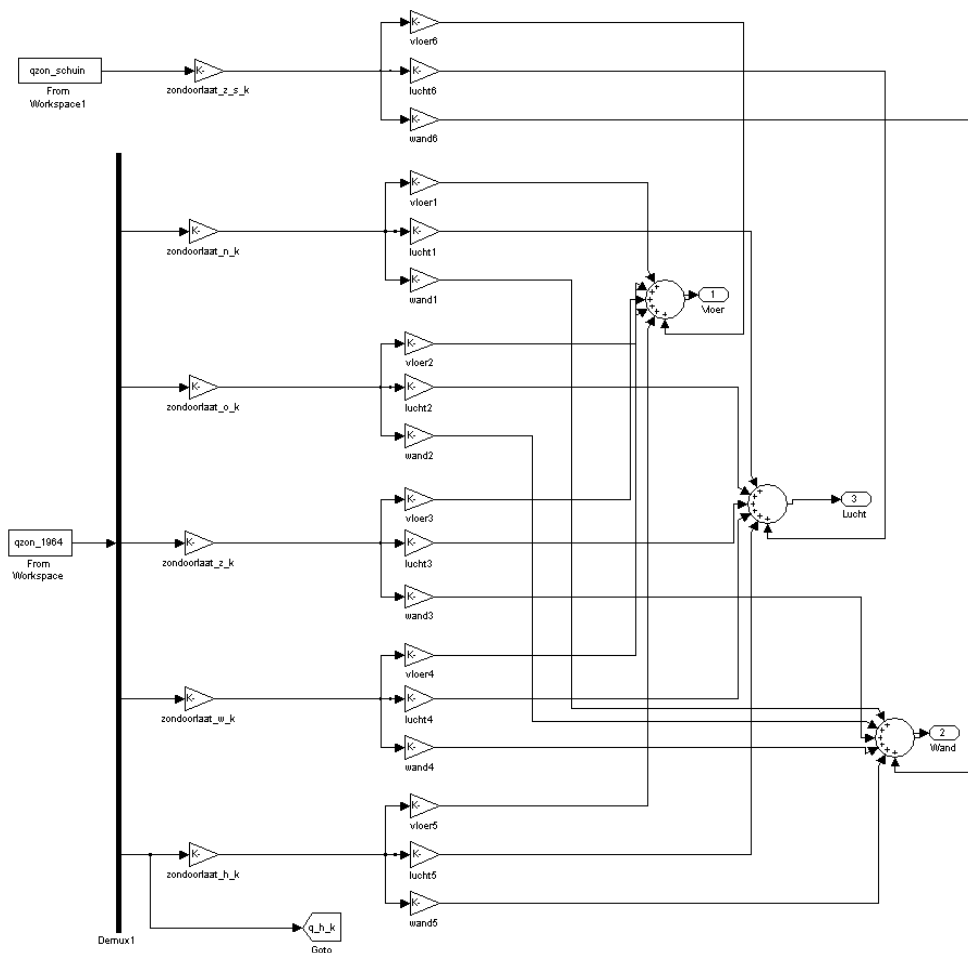 K-
vloer6
qzon_schuin
From
Workspace1
K-
zondoorlaat_z_s_k
K-
lucht6
K-
wand6
K-
vloer1
K-
zondoorlaat_n_k
K-
lucht1
K-
wand1
1
Vloer
K-
vloer2
K-
zondoorlaat_o_k
K-
lucht2
K-
wand2
K-
vloer3
3
Lucht
qzon_1964
From
Workspace
K-
zondoorlaat_z_k
K-
lucht3
K-
wand3
K-
vloer4
K-
zondoorlaat_w_k
K-
lucht4
2
Wand
K-
wand4
K-
vloer5
K-
zondoorlaat_h_k
K-
lucht5
K-
wand5
q_h_k
Goto
Demux1